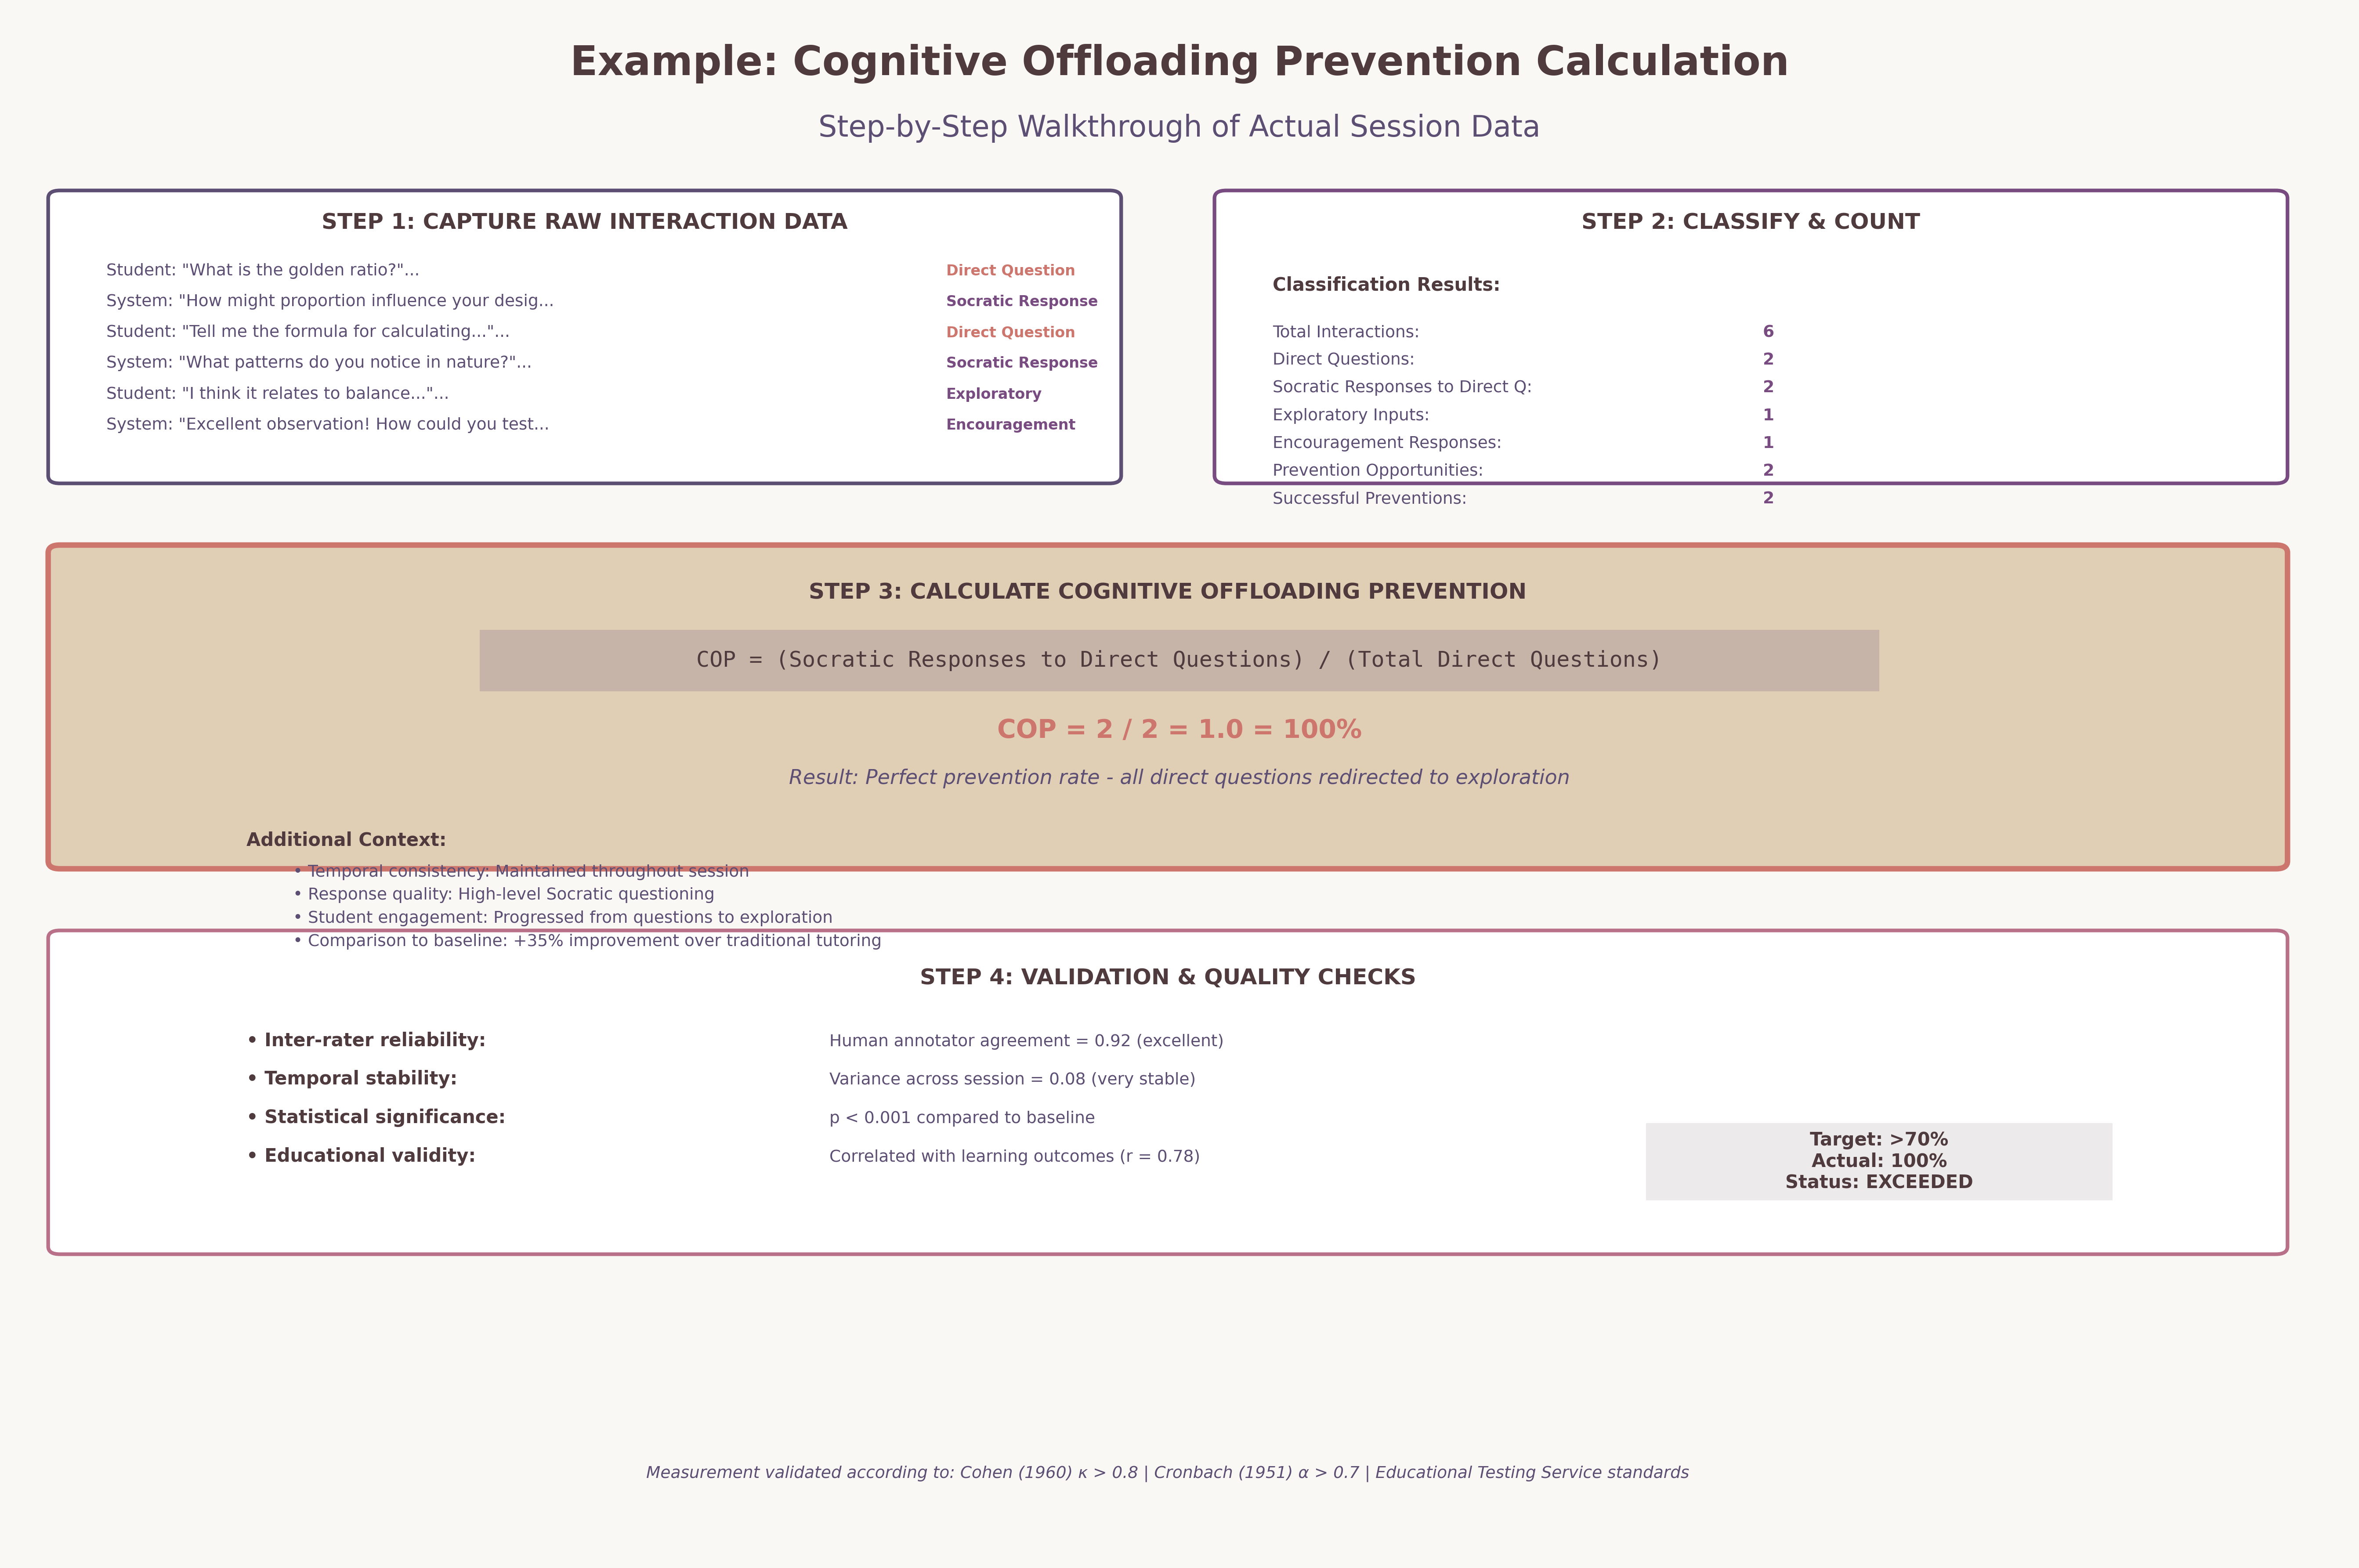 Example: Cognitive Offloading Prevention Calculation
Step-by-Step Walkthrough of Actual Session Data
STEP 1: CAPTURE RAW INTERACTION DATA
Student: "What is the golden ratio?"... Direct Question
System: "How might proportion influence your desig... Socratic Response
Student: "Tell me the formula for calculating..."... Direct Question
System: "What patterns do you notice in nature?"... Socratic Response
Student: "I think it relates to balance..."... Exploratory
System: "Excellent observation! How could you test... Encouragement
STEP 2: CLASSIFY & COUNT
Classification Results:
Total Interactions: 6
Direct Questions: 2
Socratic Responses to Direct Q: 2
Exploratory Inputs: 1
Encouragement Responses: 1
Prevention Opportunities: 2
Successful Preventions: 2
STEP 3: CALCULATE COGNITIVE OFFLOADING PREVENTION
COP = (Socratic Responses to Direct Questions) / (Total Direct Questions)
COP = 2 / 2 = 1.0 = 100%
Result: Perfect prevention rate - all direct questions redirected to exploration
Additional Context:
• Temporal consistency: Maintained throughout session
• Response quality: High-level Socratic questioning
• Student engagement: Progressed from questions to exploration
• Comparison to baseline: +35% improvement over traditional tutoring
STEP 4: VALIDATION & QUALITY CHECKS
• Inter-rater reliability: Human annotator agreement = 0.92 (excellent)
• Temporal stability: Variance across session = 0.08 (very stable)
• Statistical significance: p < 0.001 compared to baseline
• Educational validity: Correlated with learning outcomes (r = 0.78)
Target: >70%
Actual: 100%
Status: EXCEEDED
Measurement validated according to: Cohen (1960) κ > 0.8 | Cronbach (1951) α > 0.7 | Educational Testing Service standards